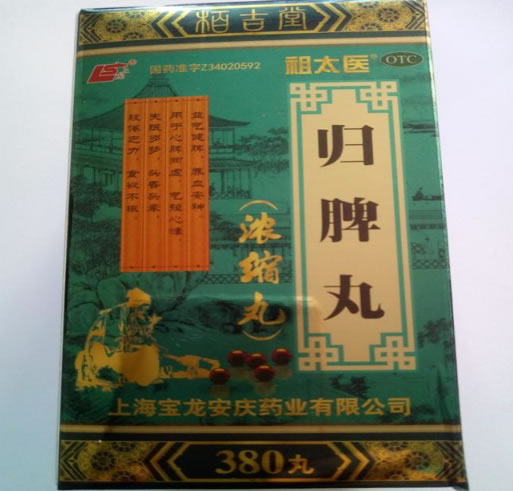 栢吉堂
国药准字Z34020592
祖太医®
OTC
归脾丸
(浓缩丸)
益气健脾，养血安神
用于心脾两虚，气短心悸，
失眠多梦，头昏头晕，
肢倦乏力，食欲不振
上海宝龙安庆药业有限公司
380丸